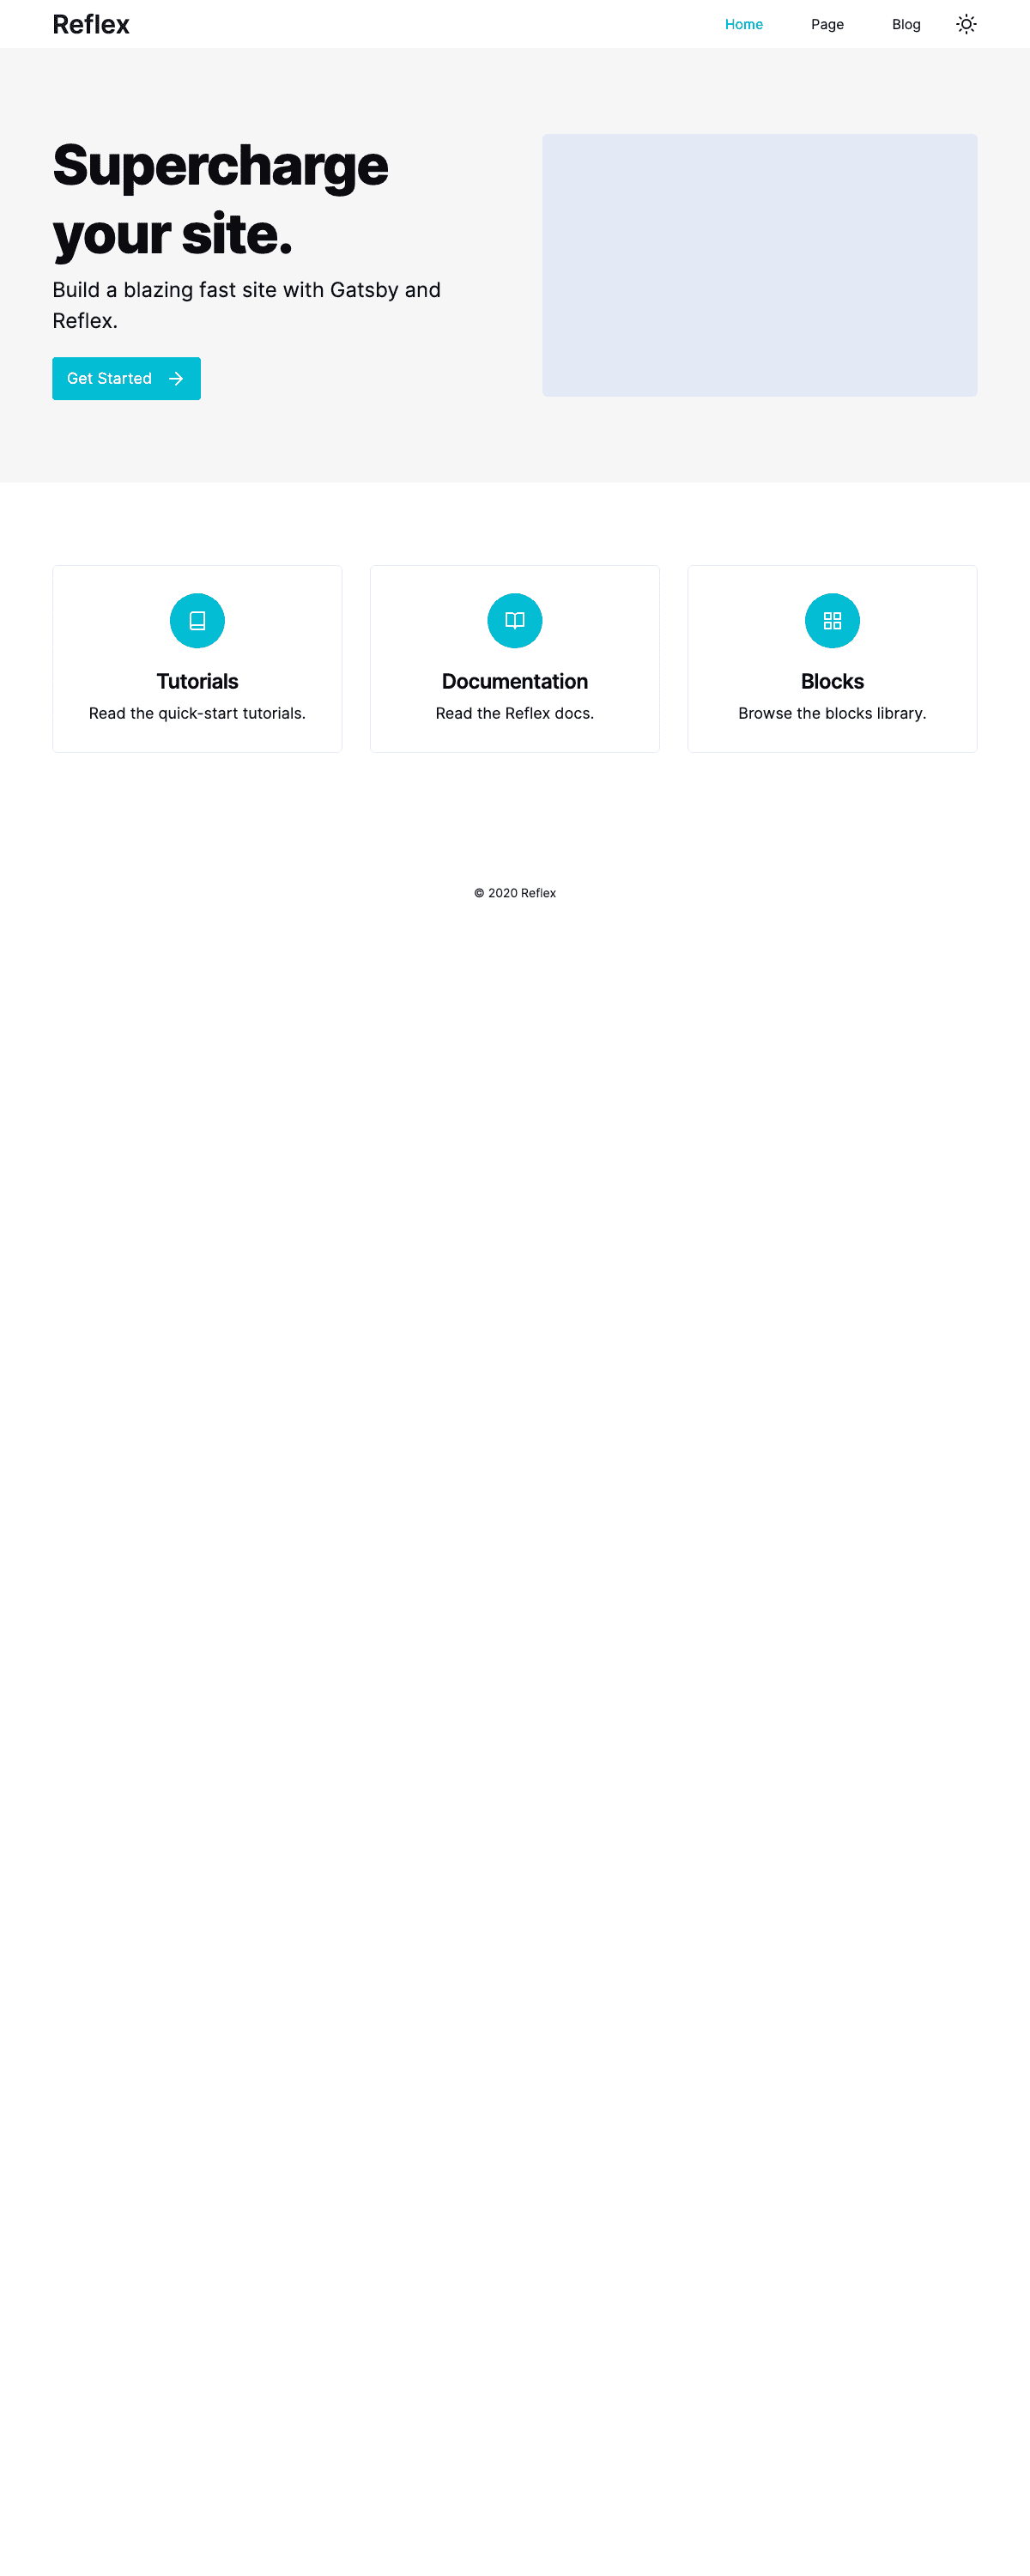 Reflex
Home
Page
Blog
Supercharge
your site.
Build a blazing fast site with Gatsby and
Reflex.
Get Started
Tutorials
Read the quick-start tutorials.
Documentation
Read the Reflex docs.
Blocks
Browse the blocks library.
© 2020 Reflex